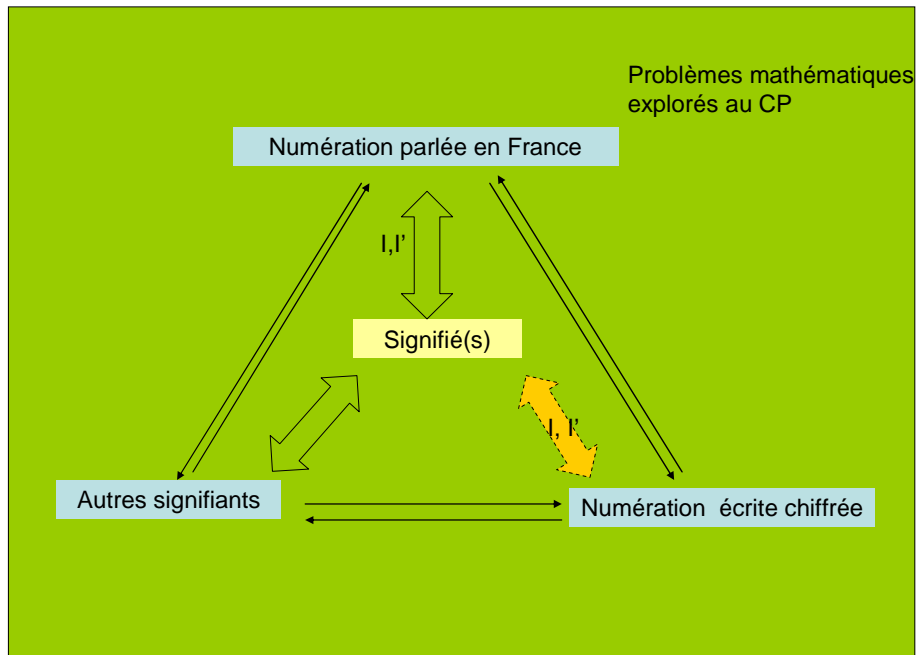 Problèmes mathématiques
explorés au CP
Numération parlée en France
I,I’
Signifié(s)
I, I’
Autres signifiants
Numération écrite chiffrée